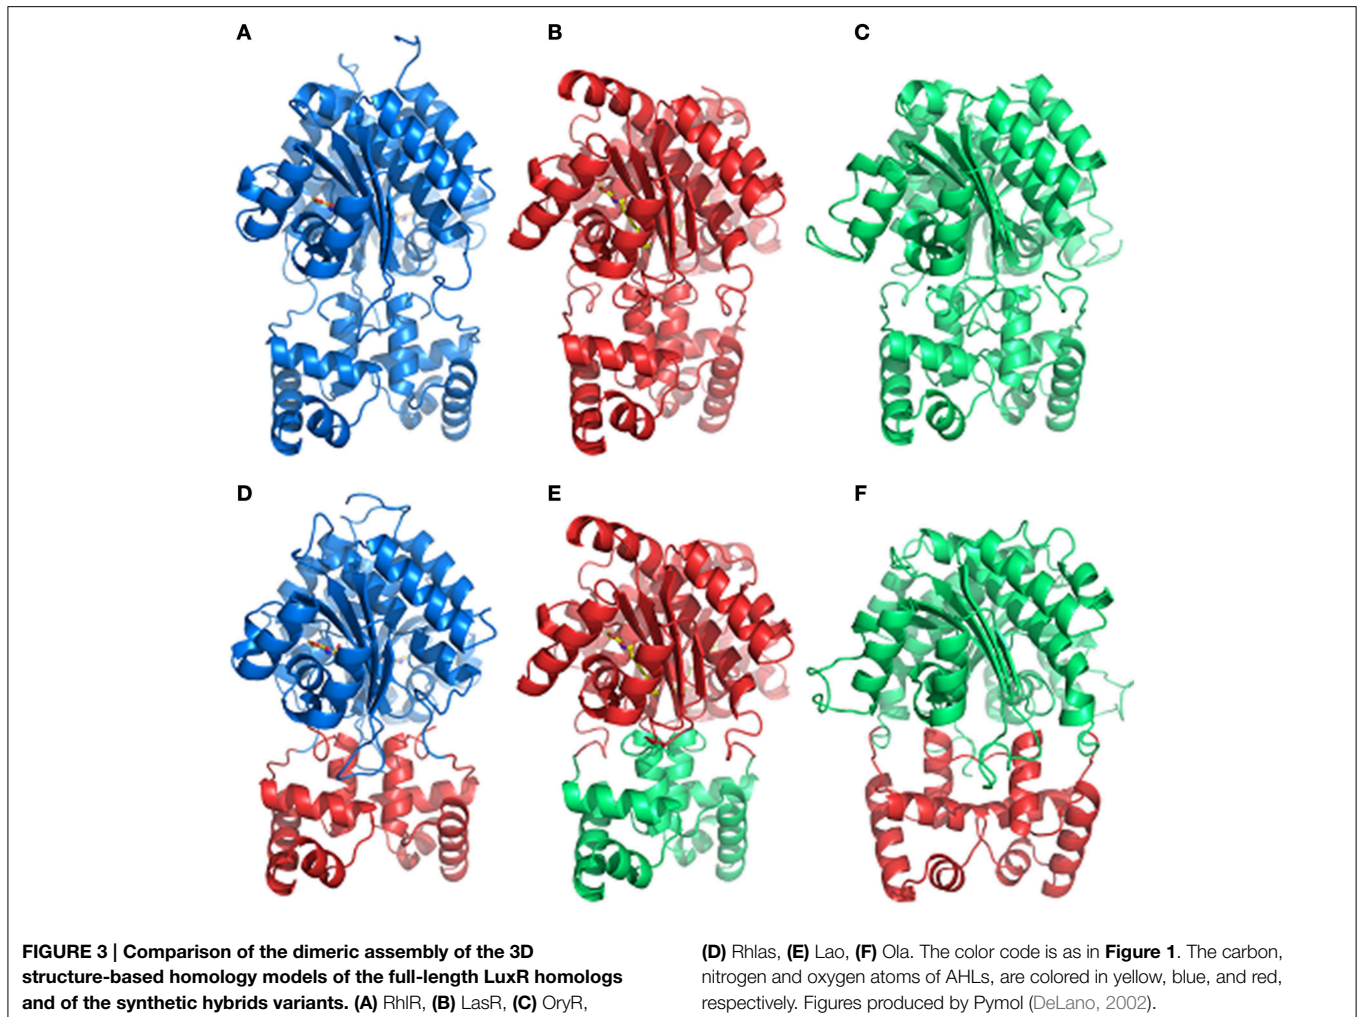 A
B
C
D
E
F
FIGURE 3 | Comparison of the dimeric assembly of the 3D
structure-based homology models of the full-length LuxR homologs
and of the synthetic hybrids variants. (A) RhlR, (B) LasR, (C) OryR,
(D) Rhlas, (E) Lao, (F) Ola. The color code is as in Figure 1. The carbon,
nitrogen and oxygen atoms of AHLs, are colored in yellow, blue, and red,
respectively. Figures produced by Pymol (DeLano, 2002).